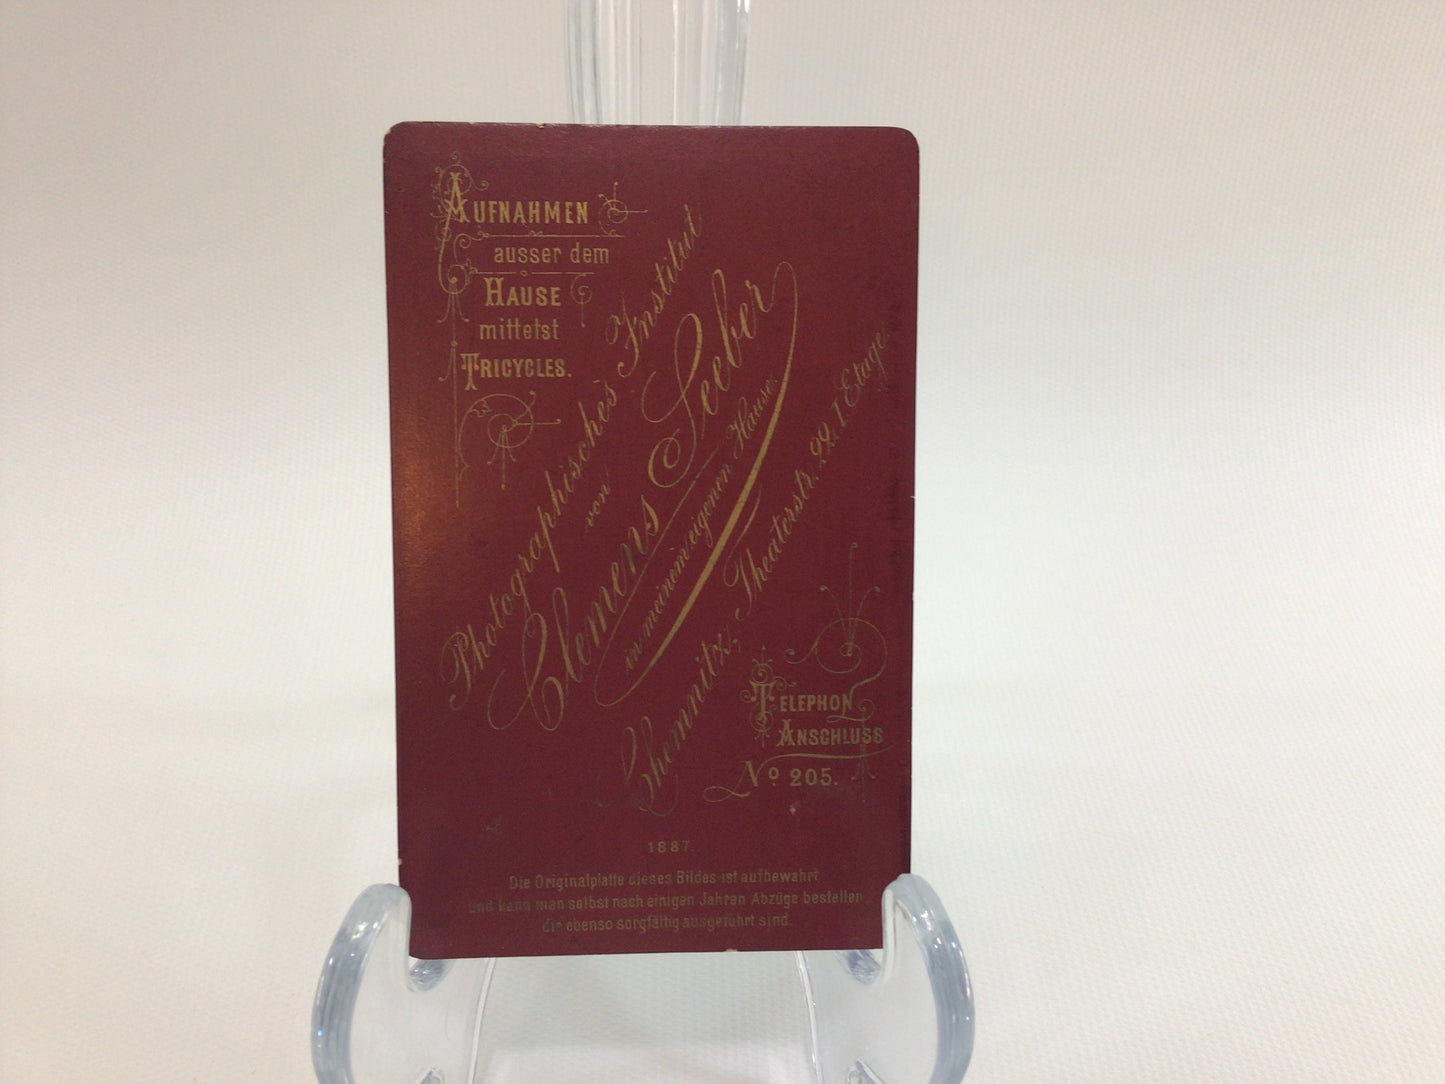 AUFNAHMEN
ausser dem
HAUSE
mittelst
TRICYCLES.
Photographisches Institut
von
Clemens Seeber
in meinem eigenen Hause.
Chemnitz, Theaterstr. 22, I Etage.
TELEPHON
ANSCHLUSS
No 205.
1887.
Die Originalplatte dieses Bildes ist aufbewahrt
und kann man selbst nach einigen Jahren Abzüge bestellen,
die ebenso sorgfältig ausgeführt sind.